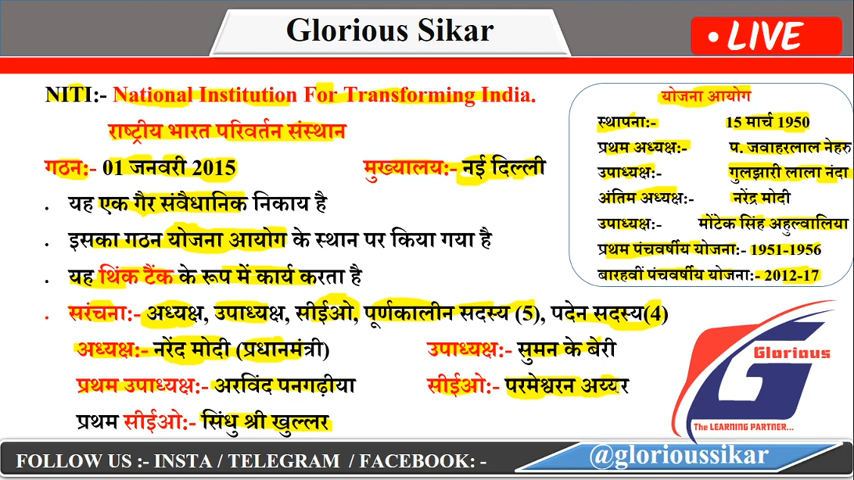 Glorious Sikar
• LIVE
NITI:- National Institution For Transforming India.
राष्ट्रीय भारत परिवर्तन संस्थान
गठन:- 01 जनवरी 2015 मुख्यालय:- नई दिल्ली
. यह एक गैर संवैधानिक निकाय है
. इसका गठन योजना आयोग के स्थान पर किया गया है
. यह थिंक टैंक के रूप में कार्य करता है
. सरंचना:- अध्यक्ष, उपाध्यक्ष, सीईओ, पूर्णकालीन सदस्य (5), पदेन सदस्य(4)
अध्यक्ष:- नरेंद मोदी (प्रधानमंत्री) उपाध्यक्ष:- सुमन के बेरी
प्रथम उपाध्यक्ष:- अरविंद पनगढ़ीया सीईओ:- परमेश्वरन अय्यर
प्रथम सीईओ:- सिंधु श्री खुल्लर
योजना आयोग
स्थापना:- 15 मार्च 1950
प्रथम अध्यक्ष:- प. जवाहरलाल नेहरु
उपाध्यक्ष:- गुलझारी लाला नंदा
अंतिम अध्यक्ष:- नरेंद्र मोदी
उपाध्यक्ष:- मोंटेक सिंह अहुल्वालिया
प्रथम पंचवर्षीय योजना:- 1951-1956
बारहवीं पंचवर्षीय योजना:- 2012-17
Glorious
G
The LEARNING PARTNER...
FOLLOW US :- INSTA / TELEGRAM / FACEBOOK: - @glorioussikar